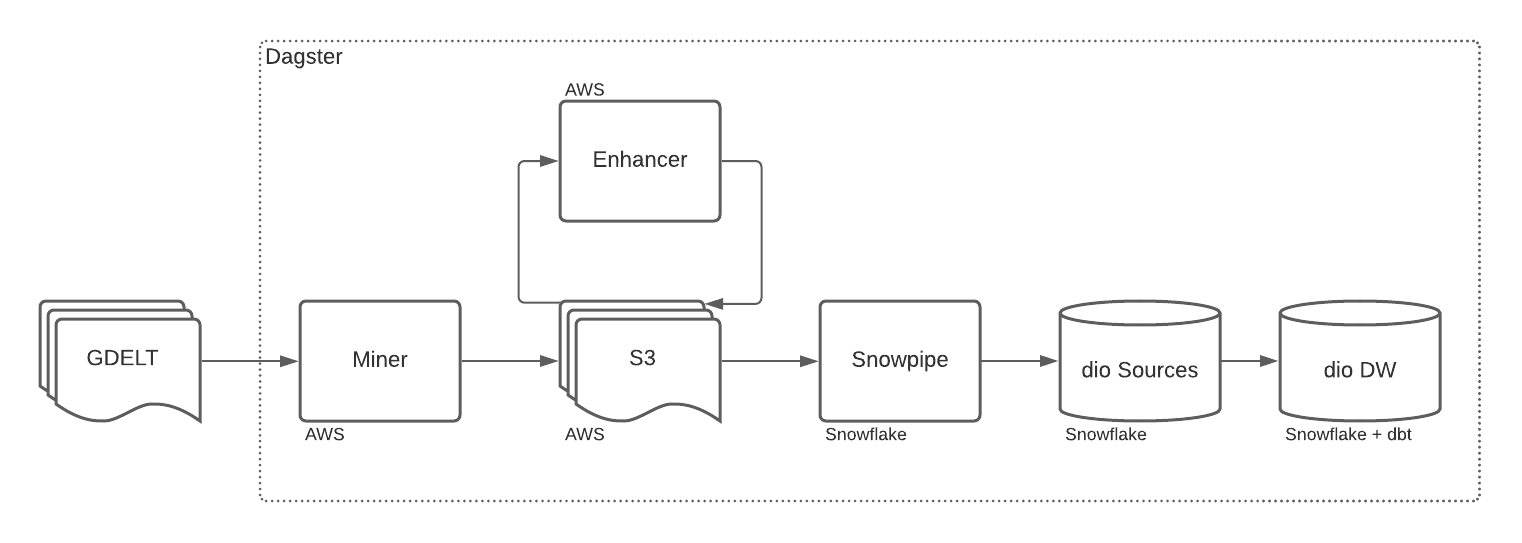 Dagster
AWS
Enhancer
GDELT
Miner
S3
Snowpipe
dio Sources
dio DW
AWS
AWS
Snowflake
Snowflake
Snowflake + dbt